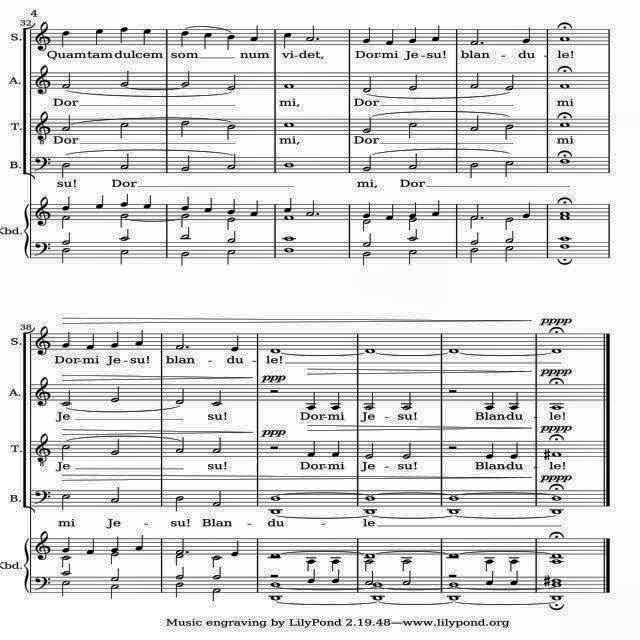 4
32
S. Quam tam dulcem som num vi-det, Dor-mi Je-su! blan - du - le!
A. Dor mi, Dor mi
T. Dor mi, Dor mi
B. su! Dor mi, Dor
Kbd.
38
pppp
S. Dor-mi Je-su! blan - du - le!
ppp pppp
A. Je su! Dor-mi Je - su! Blan-du - le!
ppp pppp
T. Je su! Dor-mi Je - su! Blan-du - le!
pppp
B. mi Je - su! Blan - du - le
Kbd.
Music engraving by LilyPond 2.19.48—www.lilypond.org